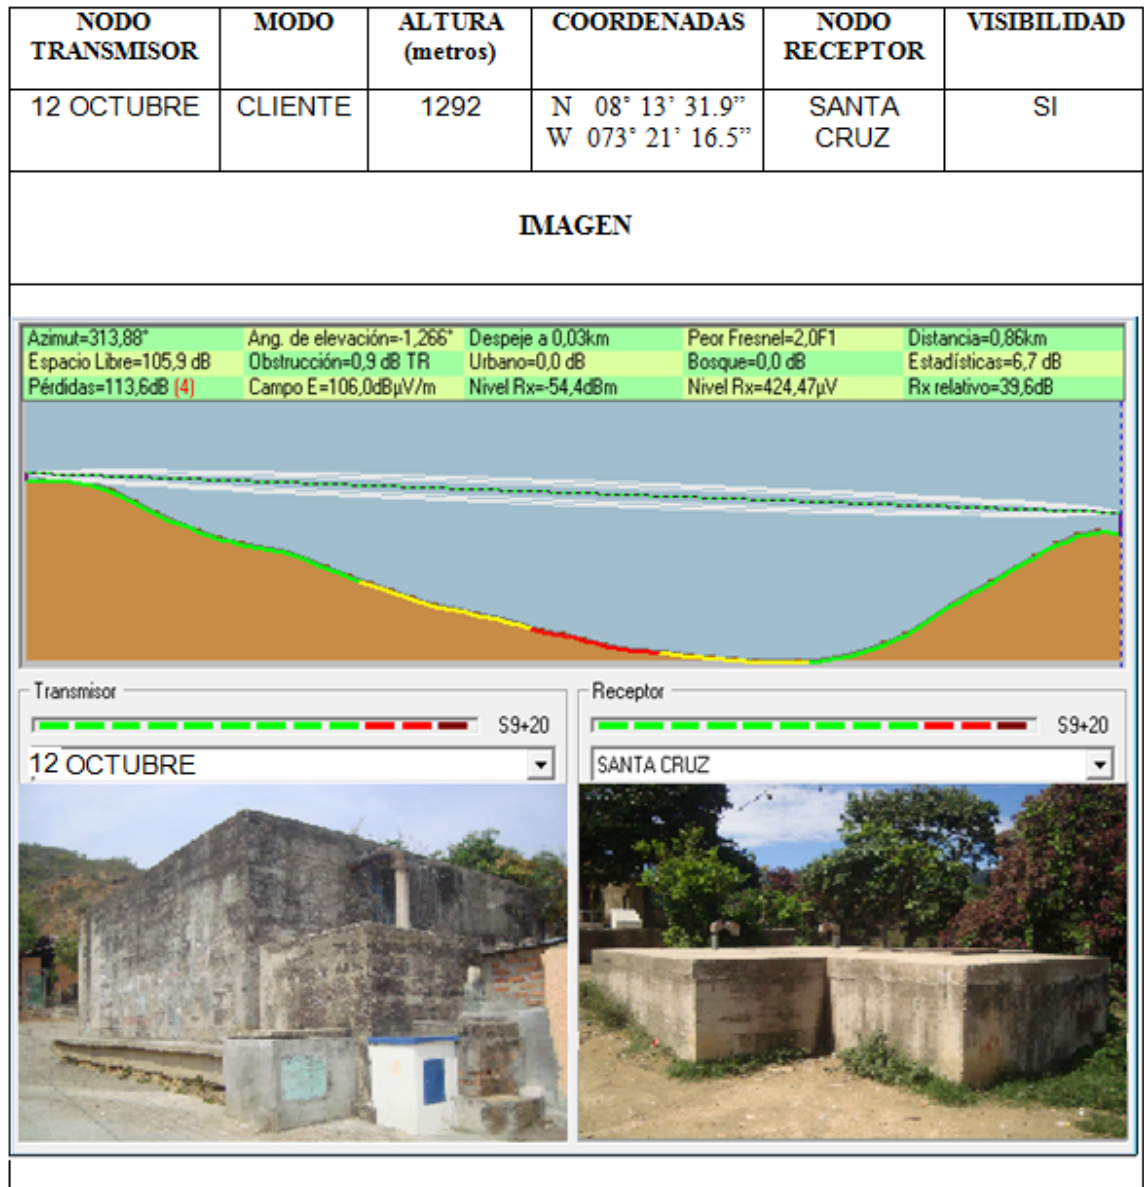 NODO TRANSMISOR
MODO
ALTURA (metros)
COORDENADAS
NODO RECEPTOR
VISIBILIDAD
12 OCTUBRE
CLIENTE
1292
N 08° 13’ 31.9”
W 073° 21’ 16.5”
SANTA CRUZ
SI
IMAGEN
Azimut=313,88° Ang. de elevación=-1,266° Despeje a 0,03km Peor Fresnel=2,0F1 Distancia=0,86km
Espacio Libre=105,9 dB Obstrucción=0,9 dB TR Urbano=0,0 dB Bosque=0,0 dB Estadísticas=6,7 dB
Pérdidas=113,6dB (4) Campo E=106,0dBµV/m Nivel Rx=-54,4dBm Nivel Rx=424,47µV Rx relativo=39,6dB
Transmisor
S9+20
12 OCTUBRE
Receptor
S9+20
SANTA CRUZ